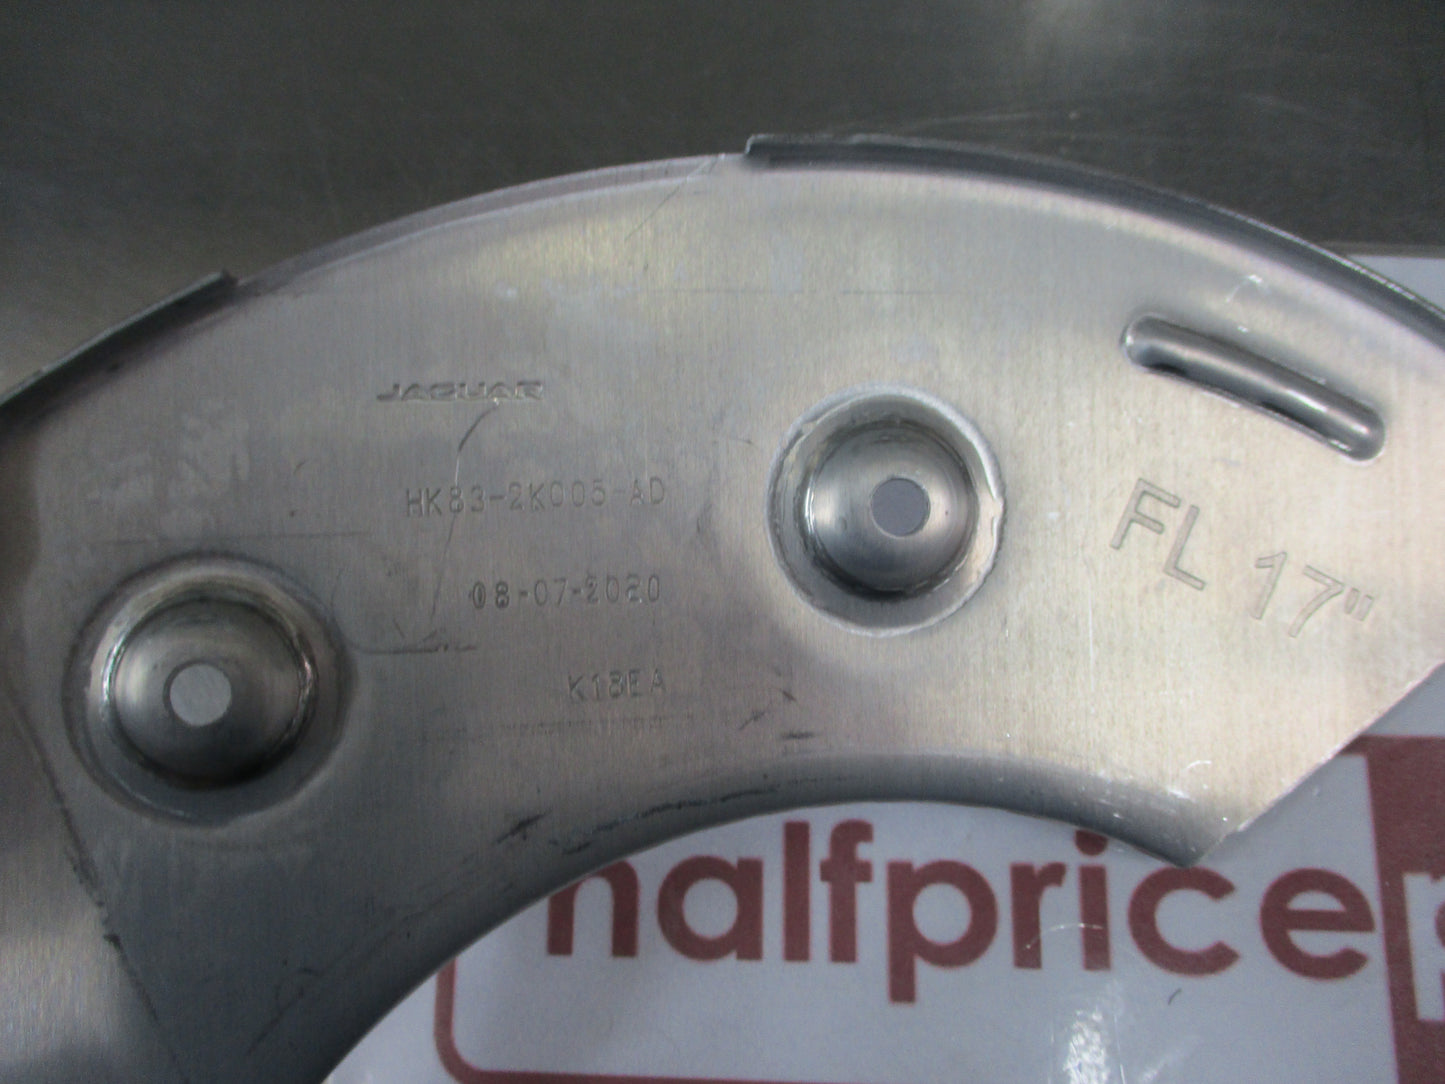 JAGUAR
HK83-2K005-AD
08-07-2020
K18EA
FL 17"
halfprice